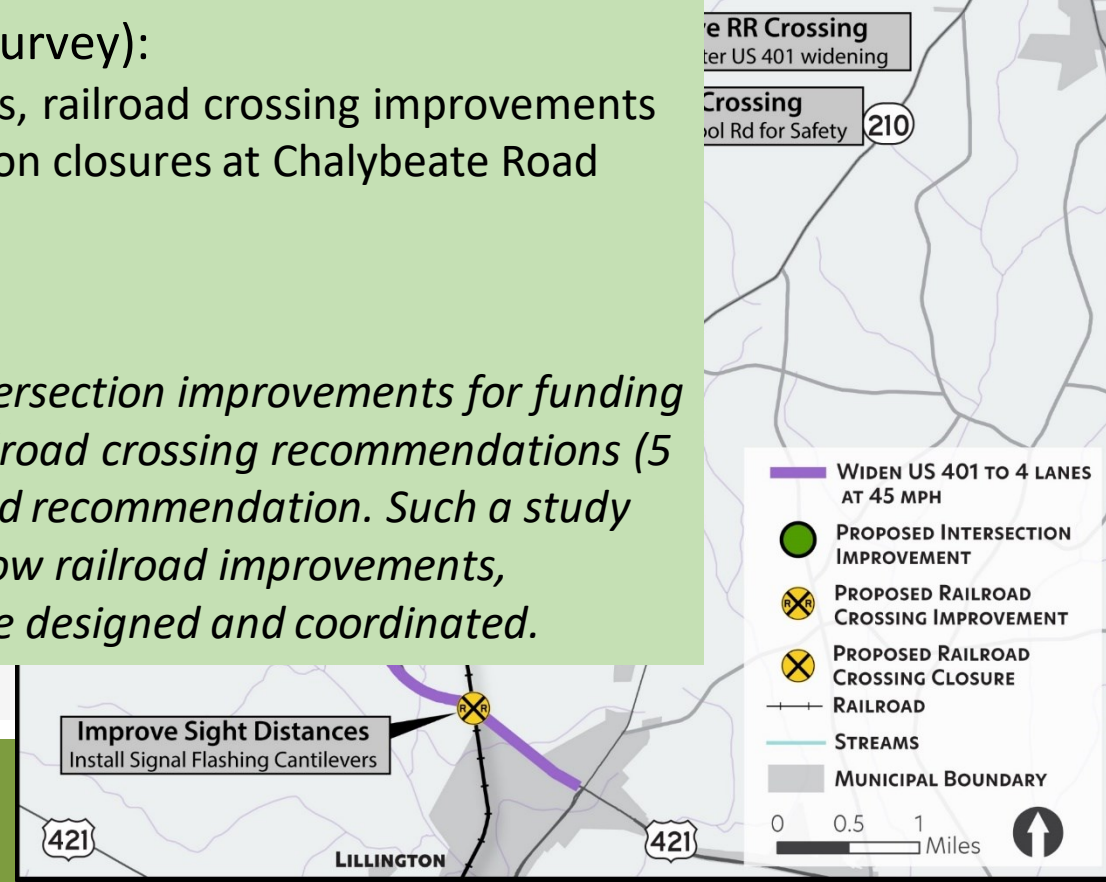 urvey):
s, railroad crossing improvements
on closures at Chalybeate Road
ersection improvements for funding
road crossing recommendations (5
d recommendation. Such a study
ow railroad improvements,
e designed and coordinated.
e RR Crossing
ter US 401 widening
Crossing
ol Rd for Safety
210
WIDEN US 401 TO 4 LANES
AT 45 MPH
PROPOSED INTERSECTION
IMPROVEMENT
R R
PROPOSED RAILROAD
CROSSING IMPROVEMENT
PROPOSED RAILROAD
CROSSING CLOSURE
RAILROAD
STREAMS
MUNICIPAL BOUNDARY
0 0.5 1
Miles
R R
Improve Sight Distances
Install Signal Flashing Cantilevers
421
LILLINGTON
421